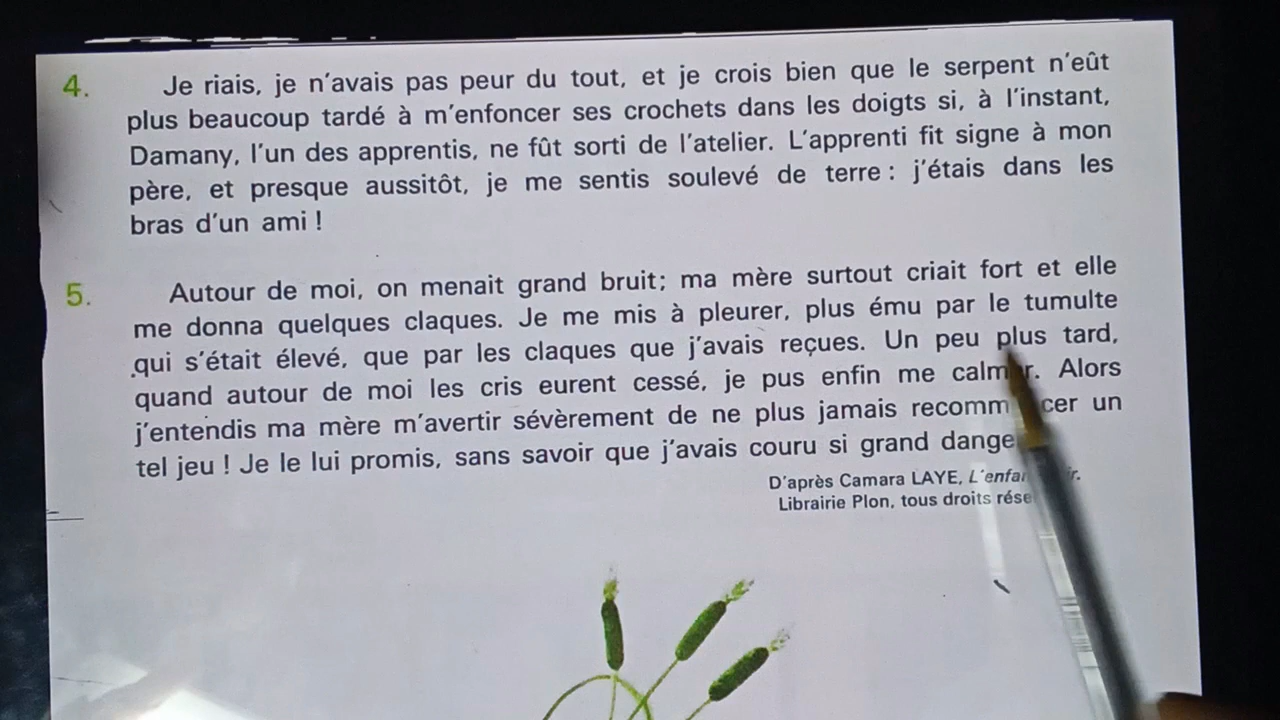 4. Je riais, je n'avais pas peur du tout, et je crois bien que le serpent n'eût
plus beaucoup tardé à m'enfoncer ses crochets dans les doigts si, à l'instant,
Damany, l'un des apprentis, ne fût sorti de l'atelier. L'apprenti fit signe à mon
père, et presque aussitôt, je me sentis soulevé de terre : j'étais dans les
bras d'un ami !
5. Autour de moi, on menait grand bruit; ma mère surtout criait fort et elle
me donna quelques claques. Je me mis à pleurer, plus ému par le tumulte
qui s'était élevé, que par les claques que j'avais reçues. Un peu plus tard,
quand autour de moi les cris eurent cessé, je pus enfin me calmer. Alors
j'entendis ma mère m'avertir sévèrement de ne plus jamais recommencer un
tel jeu ! Je le lui promis, sans savoir que j'avais couru si grand
D'après Camara LAYE,
Librairie Plon, tous droits